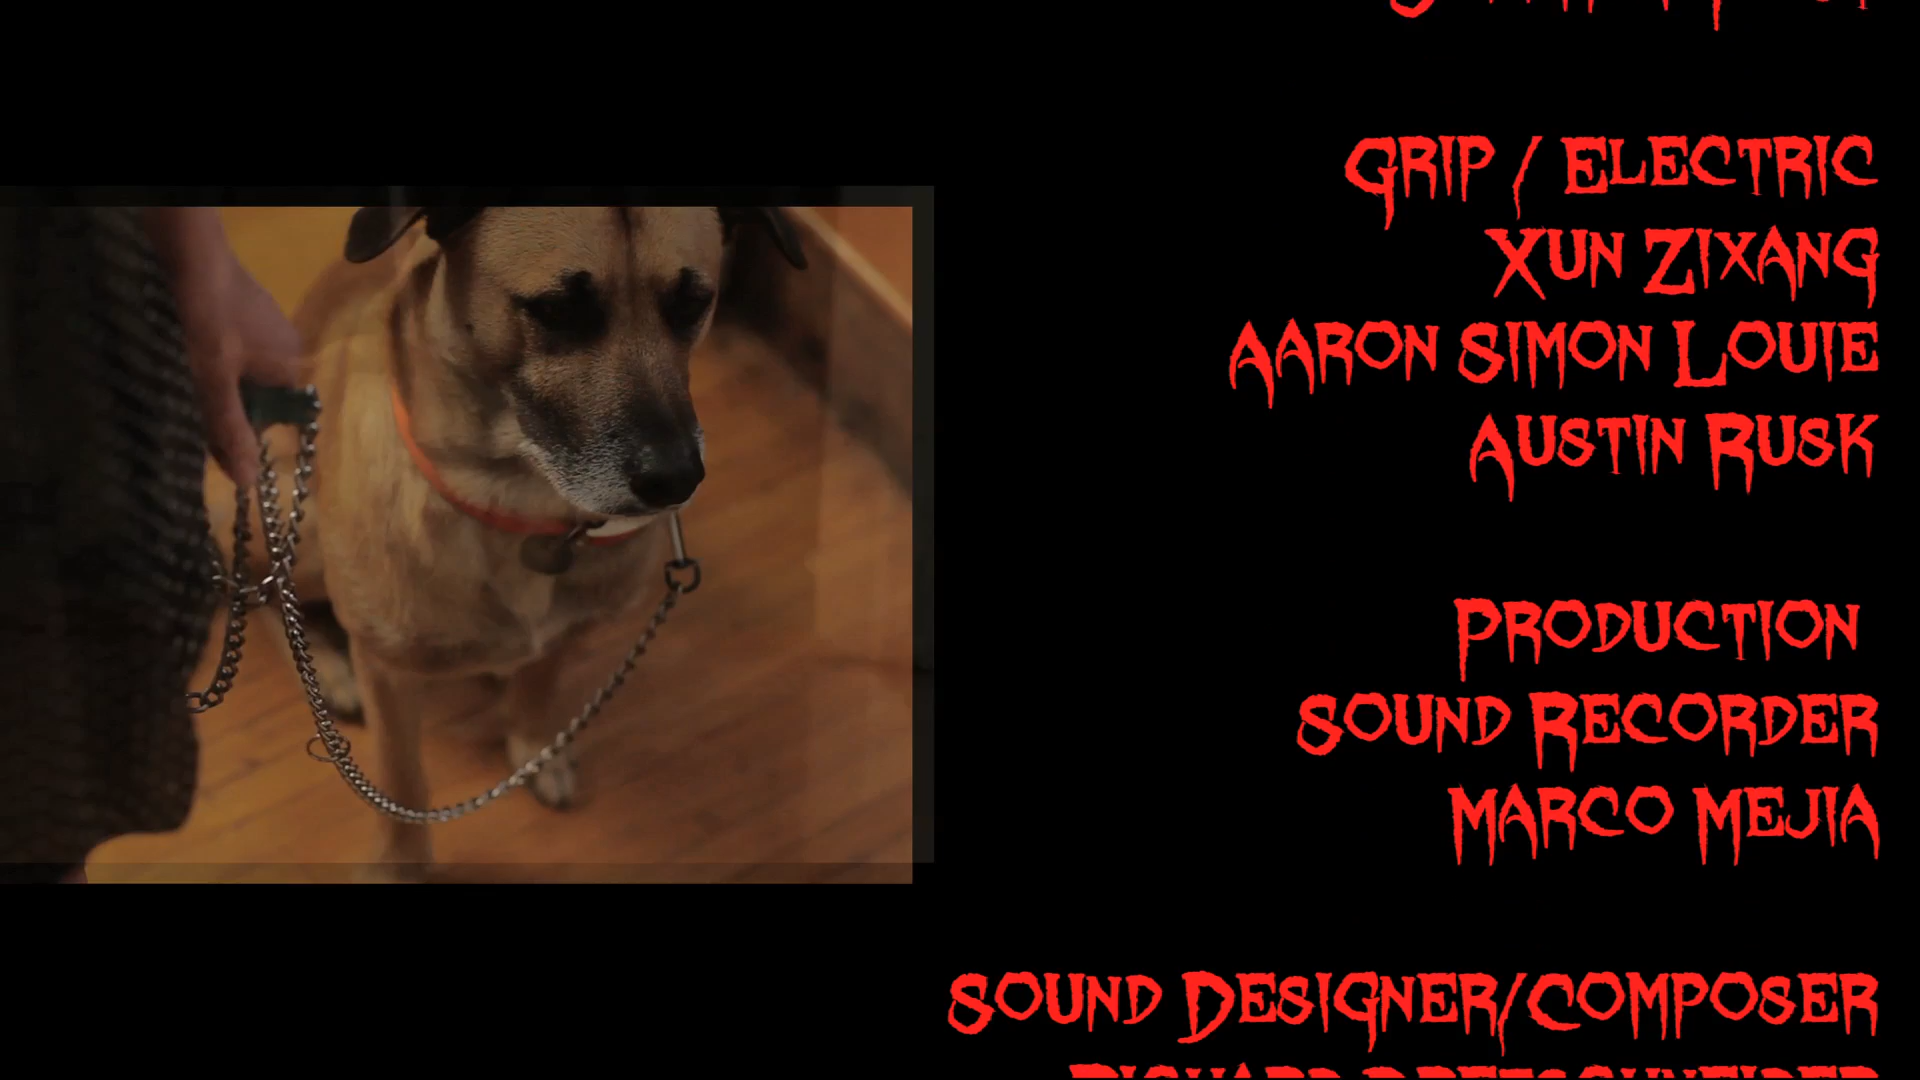 Grip / Electric
Xun Zixang
Aaron Simon Louie
Austin Rusk
Production
Sound Recorder
Marco Mejia
Sound Designer/Composer